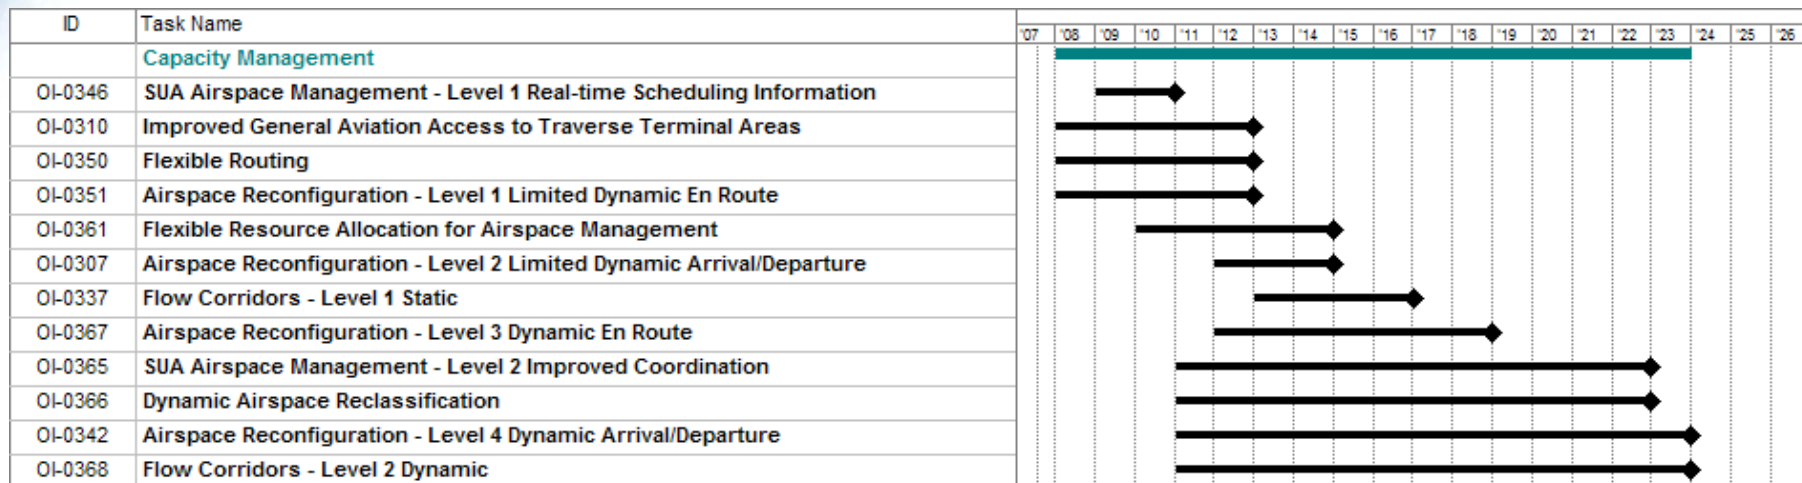 ID Task Name
'07 '08 '09 '10 '11 '12 '13 '14 '15 '16 '17 '18 '19 '20 '21 '22 '23 '24 '25 '26
Capacity Management
OI-0346 SUA Airspace Management - Level 1 Real-time Scheduling Information
OI-0310 Improved General Aviation Access to Traverse Terminal Areas
OI-0350 Flexible Routing
OI-0351 Airspace Reconfiguration - Level 1 Limited Dynamic En Route
OI-0361 Flexible Resource Allocation for Airspace Management
OI-0307 Airspace Reconfiguration - Level 2 Limited Dynamic Arrival/Departure
OI-0337 Flow Corridors - Level 1 Static
OI-0367 Airspace Reconfiguration - Level 3 Dynamic En Route
OI-0365 SUA Airspace Management - Level 2 Improved Coordination
OI-0366 Dynamic Airspace Reclassification
OI-0342 Airspace Reconfiguration - Level 4 Dynamic Arrival/Departure
OI-0368 Flow Corridors - Level 2 Dynamic